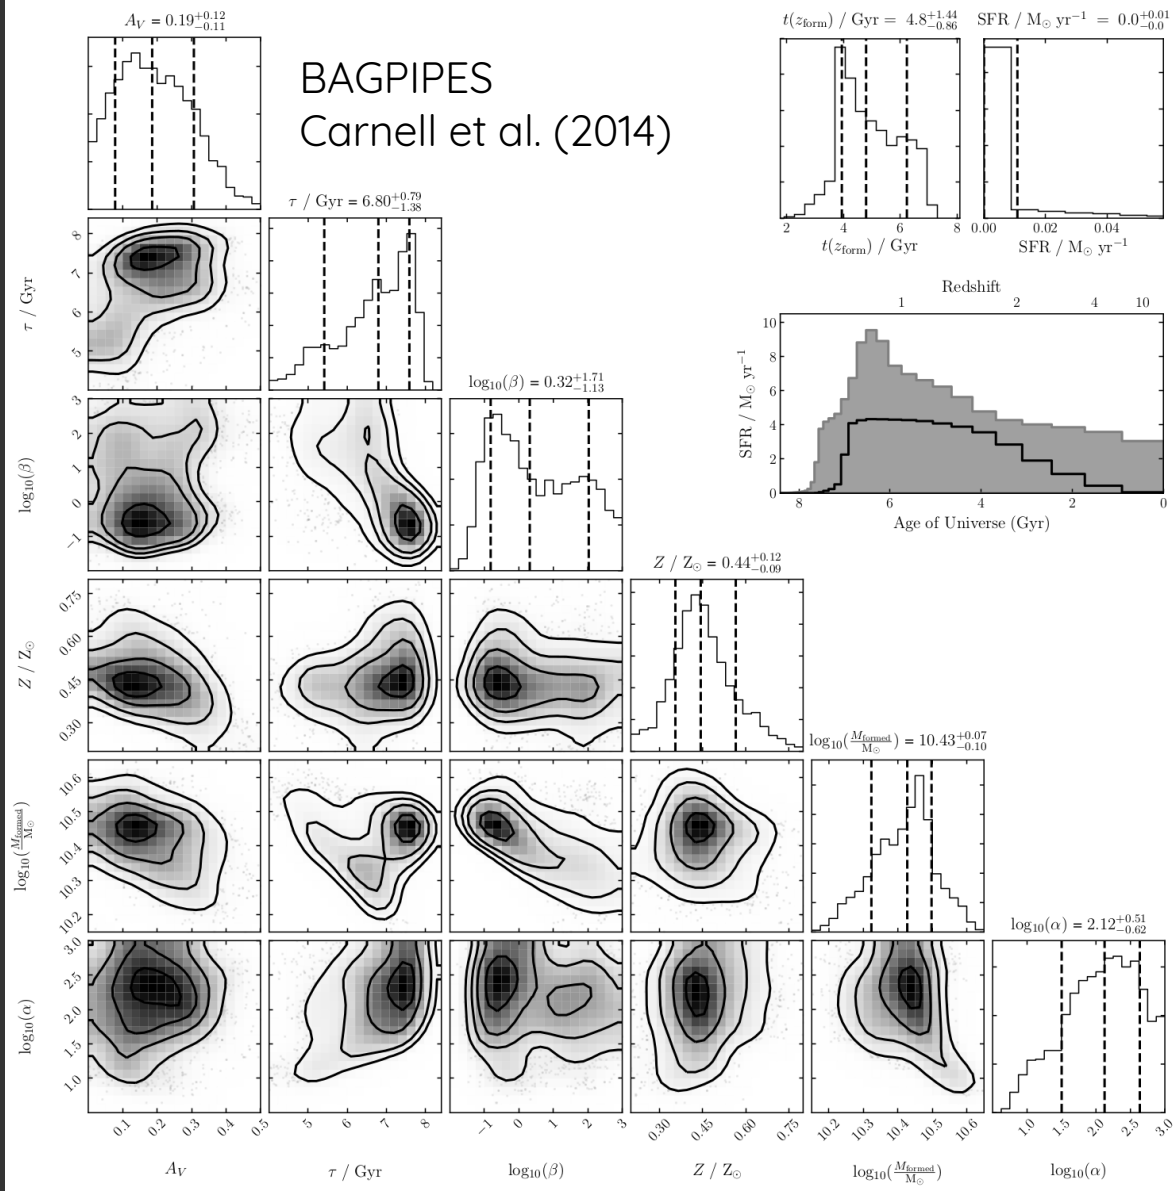 A_V = 0.19^{+0.12}_{-0.11}
t(z_form) / Gyr = 4.8^{+1.44}_{-0.86}
SFR / M_⊙ yr^{−1} = 0.0^{+0.01}_{-0.0}
BAGPIPES
Carnell et al. (2014)
2 4 6 8
t(z_form) / Gyr
0.00 0.02 0.04
SFR / M_⊙ yr^{−1}
τ / Gyr = 6.80^{+0.79}_{-1.38}
8
7
6
5
τ / Gyr
Redshift
1 2 4 10
10
8
6
4
2
0
SFR / M_⊙ yr^{−1}
8 6 4 2 0
Age of Universe (Gyr)
log_10(β) = 0.32^{+1.71}_{-1.13}
3
2
1
0
−1
log_10(β)
Z / Z_⊙ = 0.44^{+0.12}_{-0.09}
0.75
0.60
0.45
0.30
Z / Z_⊙
log_10(M_formed/M_⊙) = 10.43^{+0.07}_{-0.10}
10.6
10.5
10.4
10.3
10.2
log_10(M_formed/M_⊙)
log_10(α) = 2.12^{+0.51}_{-0.62}
3.0
2.5
2.0
1.5
1.0
log_10(α)
0.1 0.2 0.3 0.4 0.5
5 6 7 8
−1 0 1 2 3
0.30 0.45 0.60 0.75
10.2 10.3 10.4 10.5 10.6
1.0 1.5 2.0 2.5 3.0
A_V
τ / Gyr
log_10(β)
Z / Z_⊙
log_10(M_formed/M_⊙)
log_10(α)